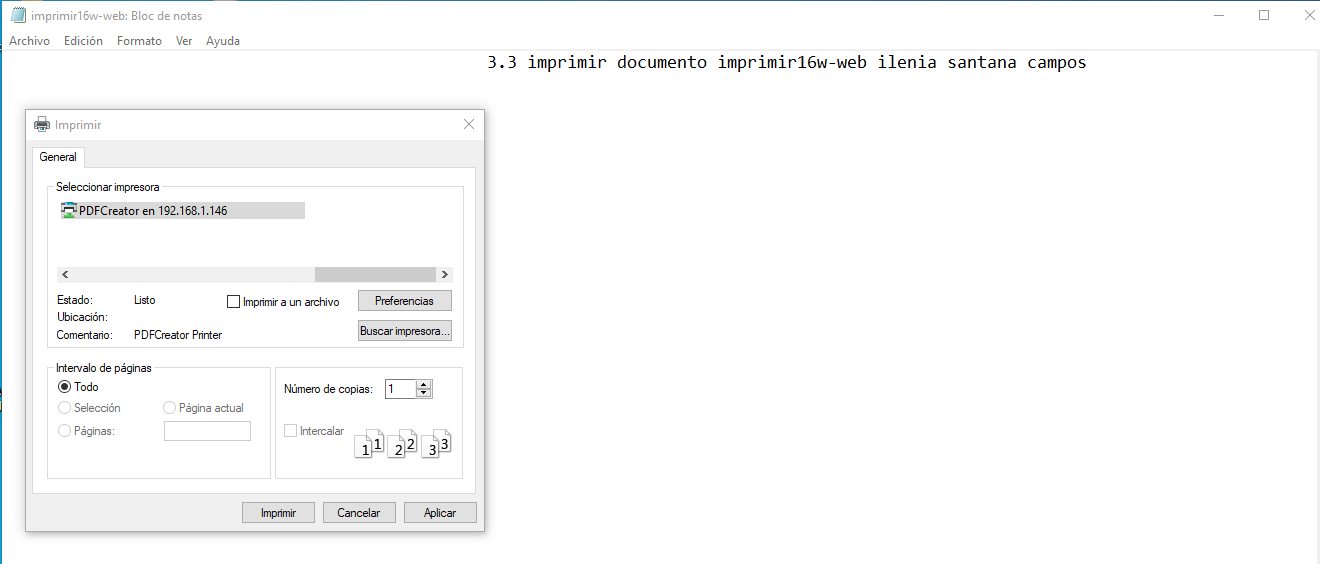 imprimir16w-web: Bloc de notas
Archivo Edición Formato Ver Ayuda
3.3 imprimir documento imprimir16w-web ilenia santana campos
Imprimir
General
Seleccionar impresora
PDFCreator en 192.168.1.146
Estado: Listo
Imprimir a un archivo
Preferencias
Ubicación:
Comentario: PDFCreator Printer
Buscar impresora...
Intervalo de páginas
Todo
Selección Página actual
Páginas:
Número de copias: 1
Intercalar
1 1 2 2 3 3
Imprimir Cancelar Aplicar